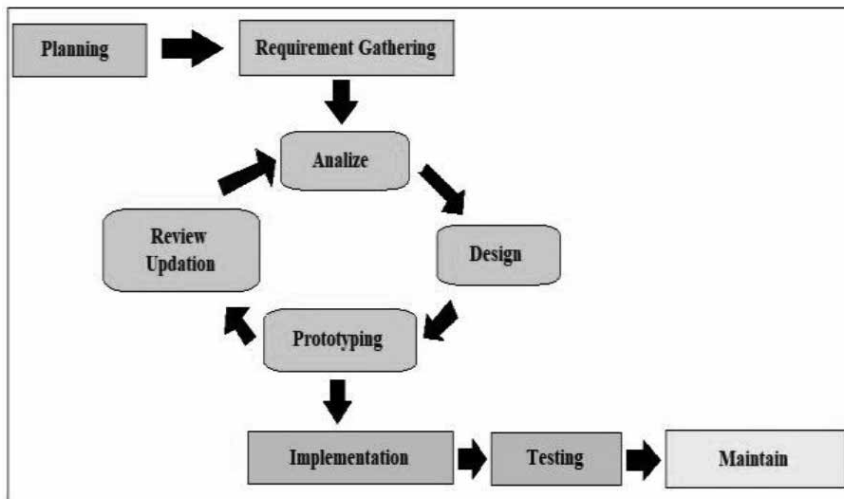 Planning
Requirement Gathering
Analize
Review
Updation
Design
Prototyping
Implementation
Testing
Maintain